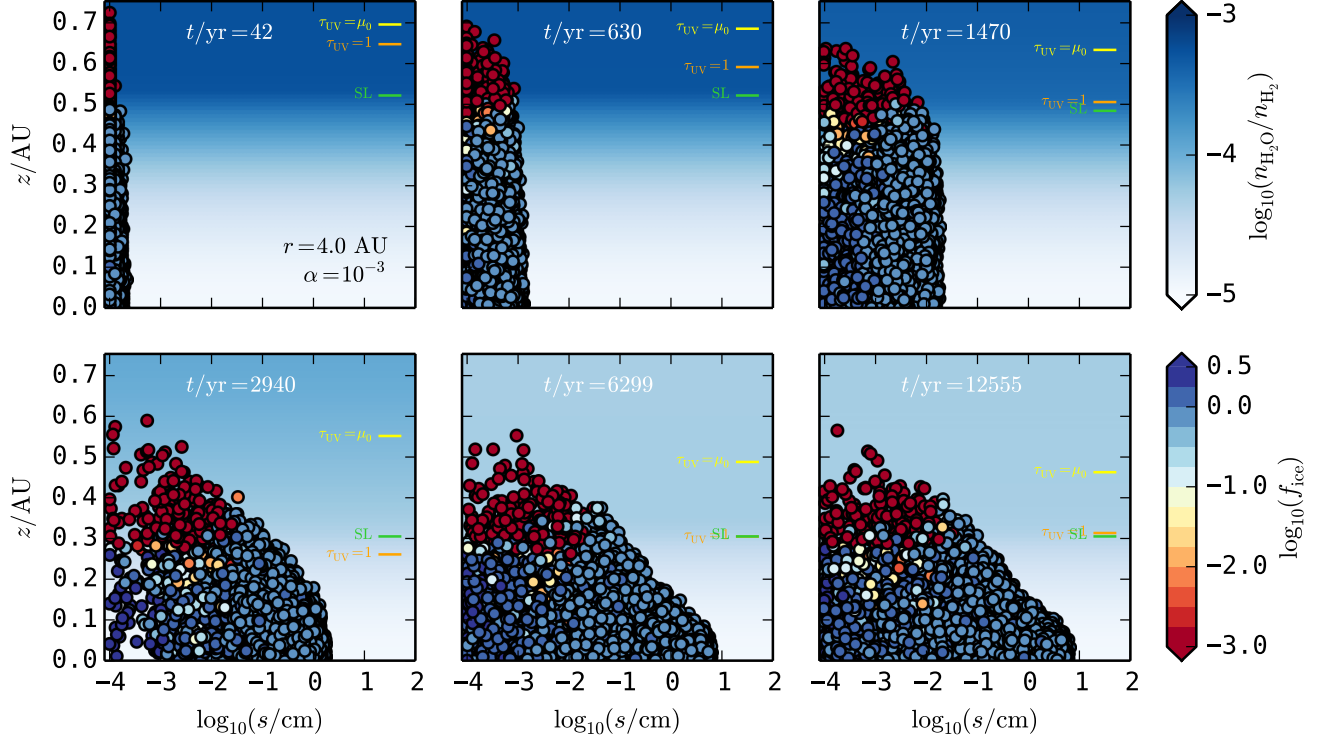 t/yr=42
τUV=μ0
τUV=1
SL
r=4.0 AU
α=10−3
z/AU
0.7
0.6
0.5
0.4
0.3
0.2
0.1
0.0
t/yr=630
τUV=μ0
τUV=1
SL
t/yr=1470
τUV=μ0
τUV=1
SL
−3
−4
−5
log10(nH2O/nH2)
t/yr=2940
τUV=μ0
SL
τUV=1
z/AU
0.7
0.6
0.5
0.4
0.3
0.2
0.1
0.0
−4 −3 −2 −1 0 1 2
log10(s/cm)
t/yr=6299
τUV=μ0
τUV=1
SL
−4 −3 −2 −1 0 1 2
log10(s/cm)
t/yr=12555
τUV=μ0
τUV=1
SL
−4 −3 −2 −1 0 1 2
log10(s/cm)
0.5
0.0
−1.0
−2.0
−3.0
log10(fice)